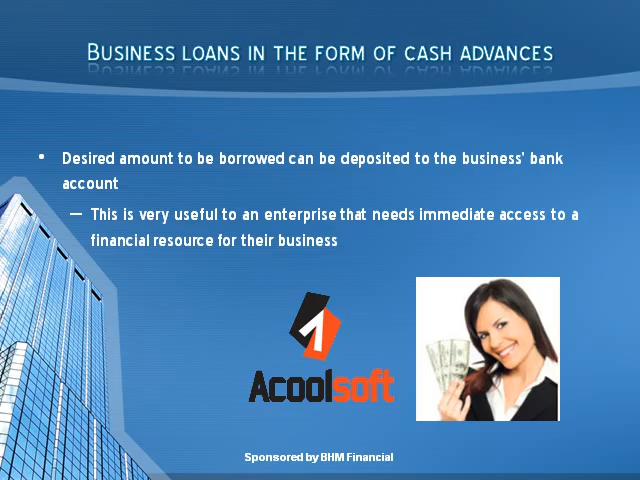 Business loans in the form of cash advances
• Desired amount to be borrowed can be deposited to the business' bank
account
– This is very useful to an enterprise that needs immediate access to a
financial resource for their business
Acoolsoft
Sponsored by BHM Financial